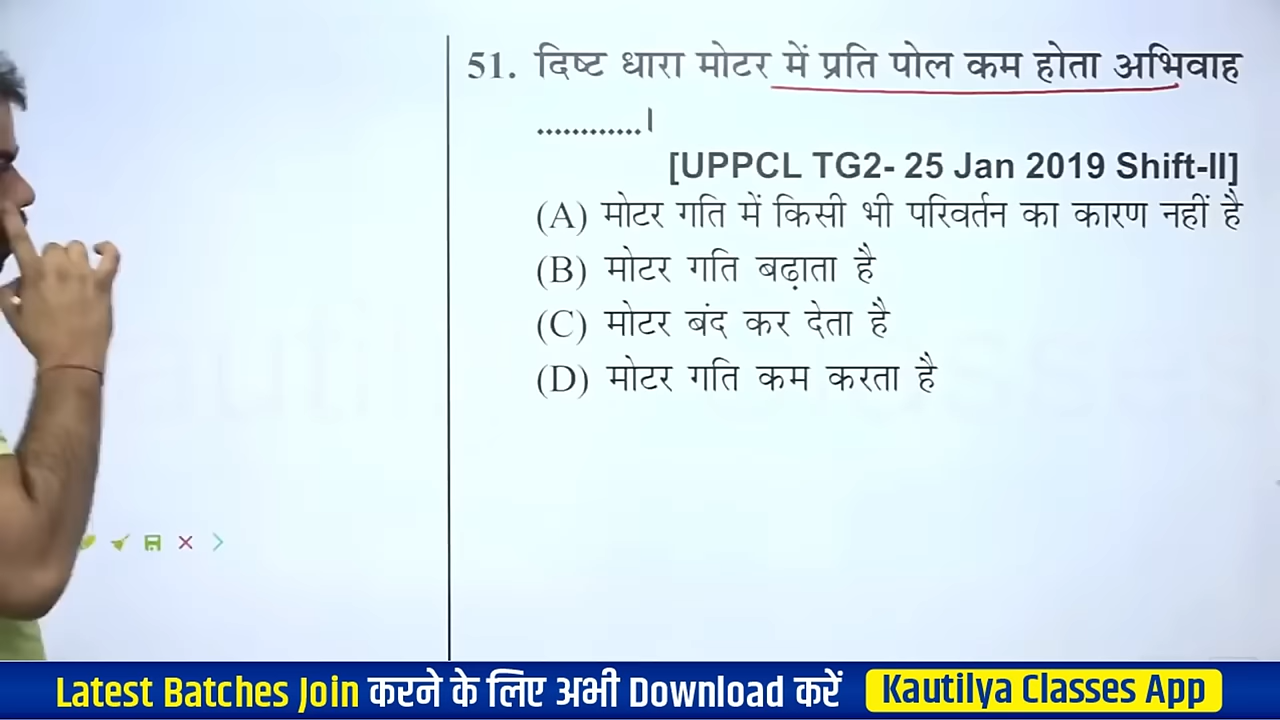 51. दिष्ट धारा मोटर में प्रति पोल कम होता अभिवाह
............।
[UPPCL TG2- 25 Jan 2019 Shift-II]
(A) मोटर गति में किसी भी परिवर्तन का कारण नहीं है
(B) मोटर गति बढ़ाता है
(C) मोटर बंद कर देता है
(D) मोटर गति कम करता है
Latest Batches Join करने के लिए अभी Download करें Kautilya Classes App